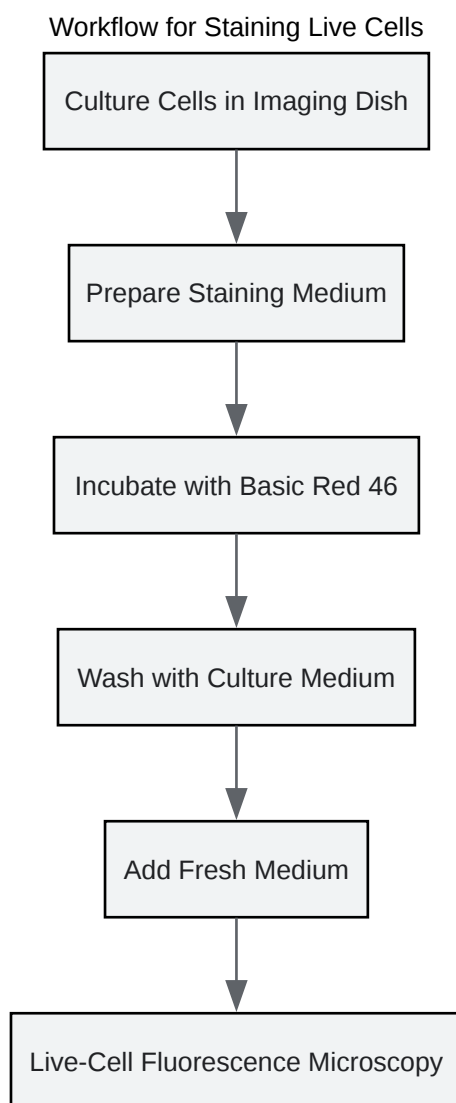 Workflow for Staining Live Cells
Culture Cells in Imaging Dish
Prepare Staining Medium
Incubate with Basic Red 46
Wash with Culture Medium
Add Fresh Medium
Live-Cell Fluorescence Microscopy